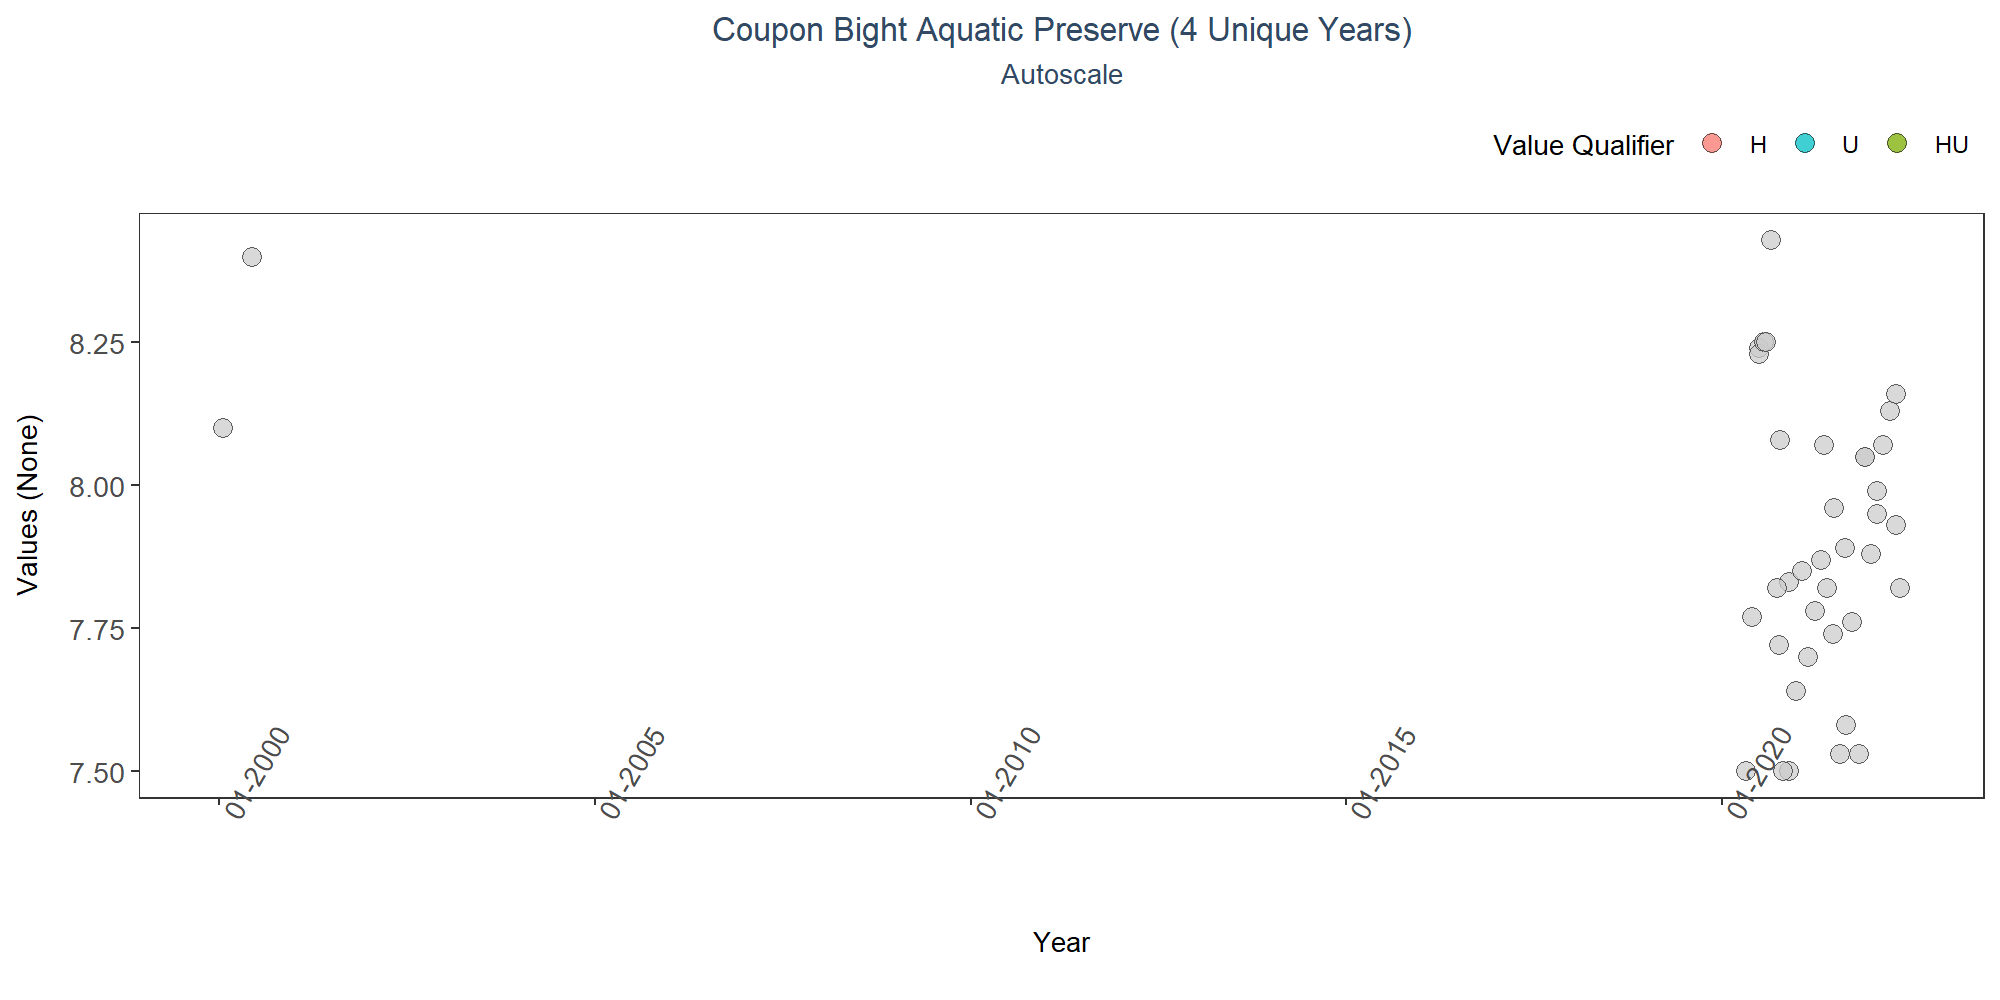 Coupon Bight Aquatic Preserve (4 Unique Years)
Autoscale
Value Qualifier H U HU
Values (None)
8.25
8.00
7.75
7.50
01-2000 01-2005 01-2010 01-2015 01-2020
Year